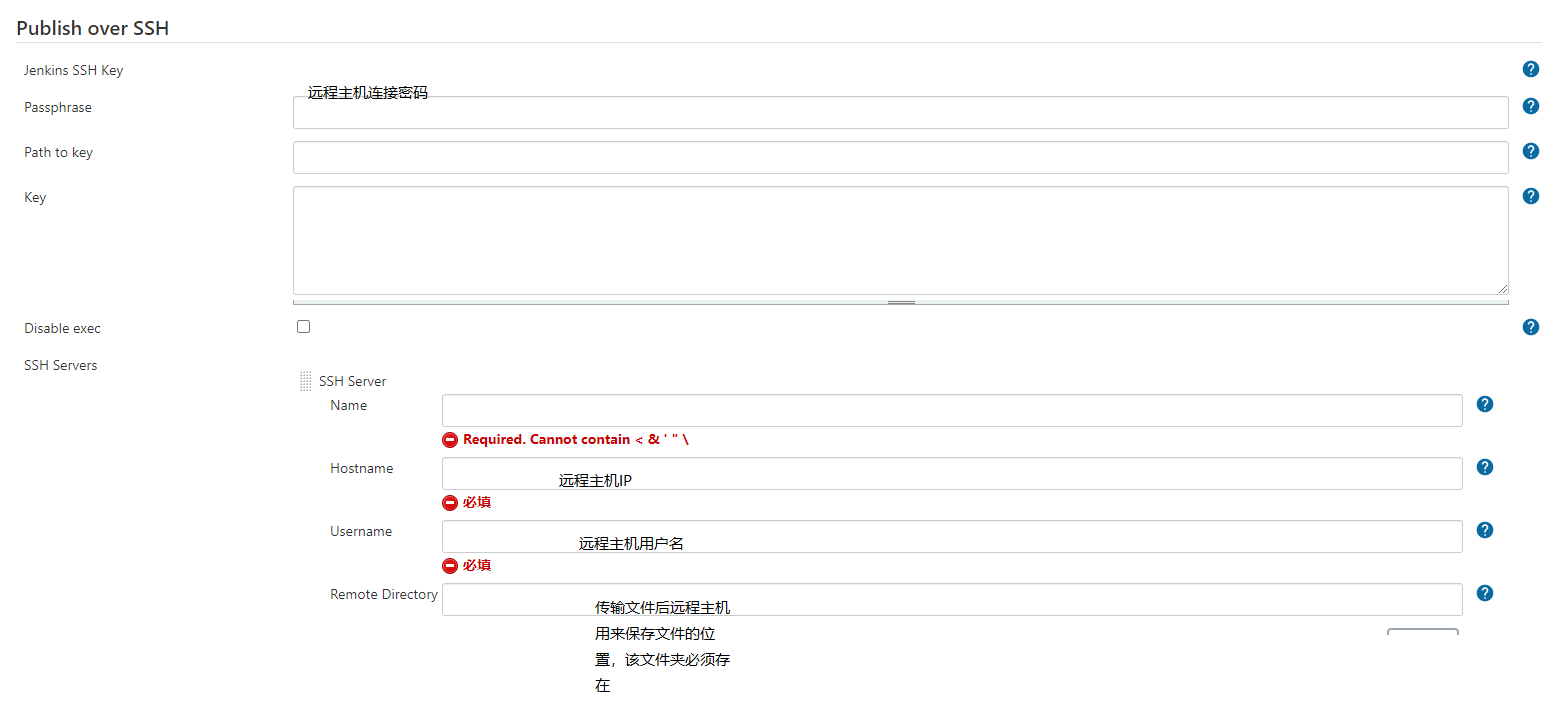 Publish over SSH
Jenkins SSH Key
远程主机连接密码
Passphrase
Path to key
Key
Disable exec
SSH Servers
SSH Server
Name
Required. Cannot contain < & ' " \
Hostname
远程主机IP
必填
Username
远程主机用户名
必填
Remote Directory
传输文件后远程主机
用来保存文件的位
置，该文件夹必须存
在